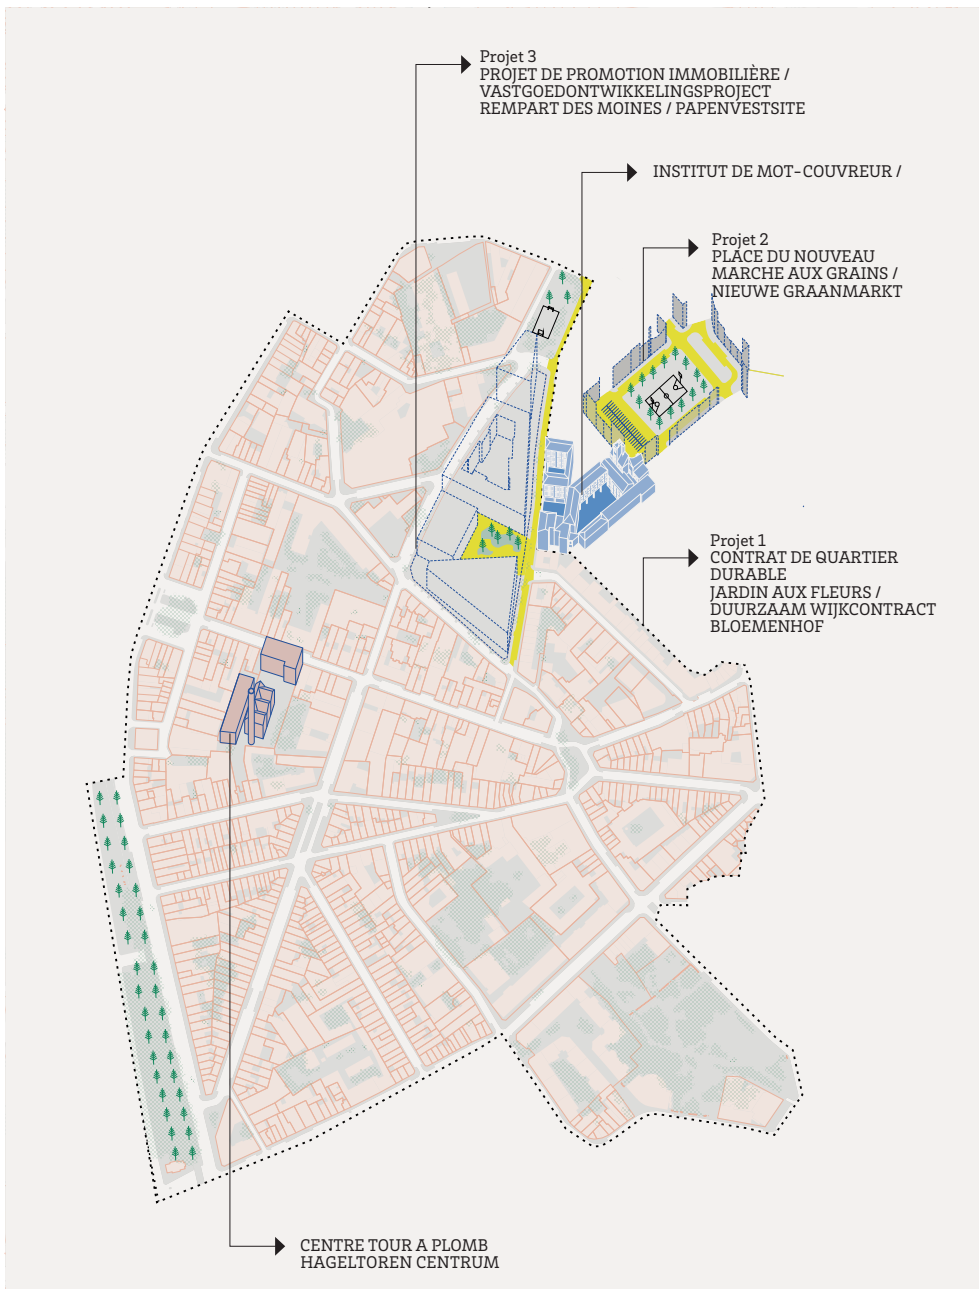 Projet 3
PROJET DE PROMOTION IMMOBILIÈRE /
VASTGOEDONTWIKKELINGSPROJECT
REMPART DES MOINES / PAPENVESTSITE
INSTITUT DE MOT-COUVREUR /
Projet 2
PLACE DU NOUVEAU
MARCHE AUX GRAINS /
NIEUWE GRAANMARKT
Projet 1
CONTRAT DE QUARTIER
DURABLE
JARDIN AUX FLEURS /
DUURZAAM WIJKCONTRACT
BLOEMENHOF
CENTRE TOUR A PLOMB
HAGELTOREN CENTRUM